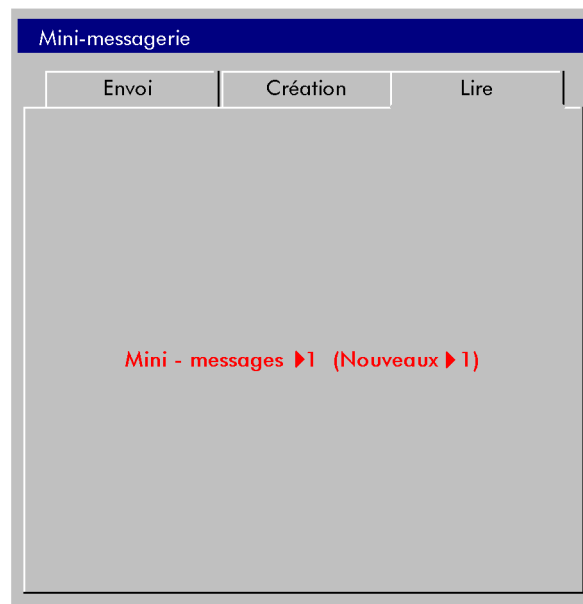 Mini-messagerie
Envoi Création Lire
Mini - messages 1 (Nouveaux 1)